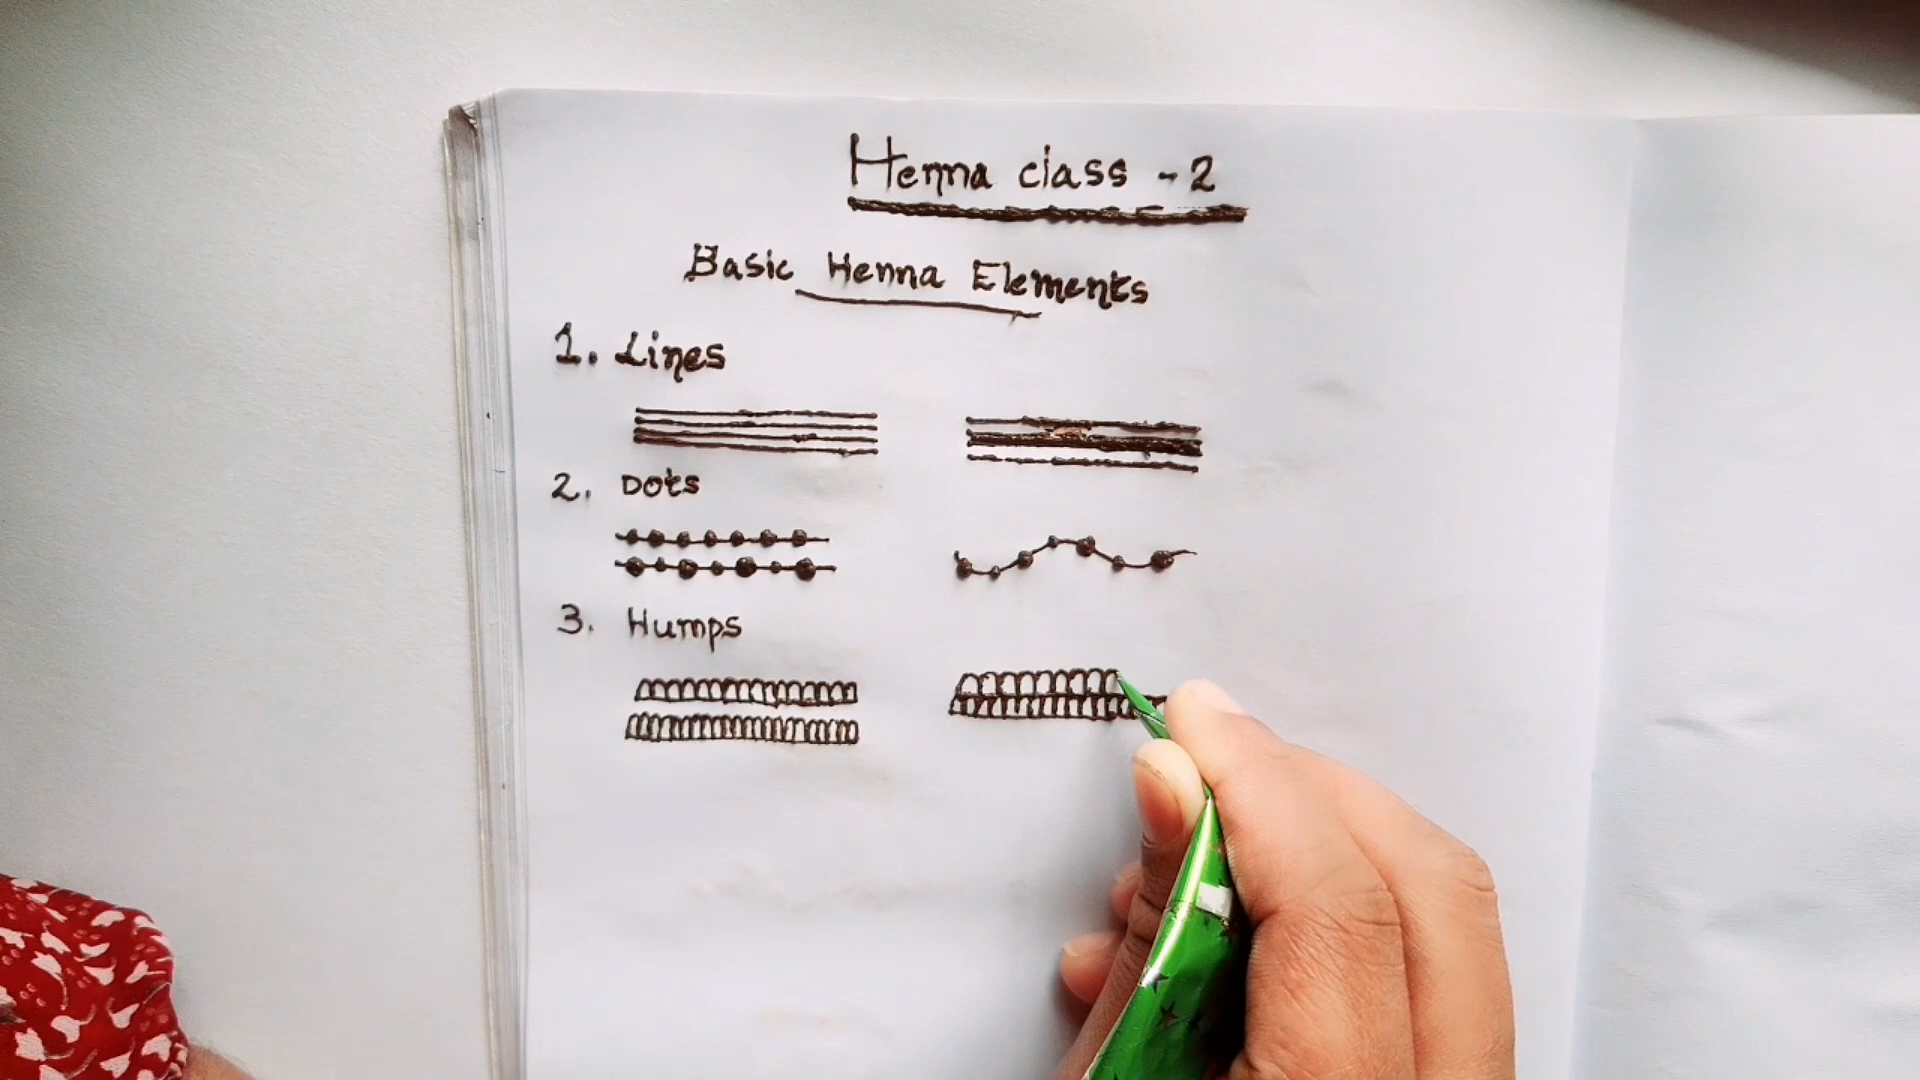 Henna class - 2
Basic Henna Elements
1. Lines
2. Dots
3. Humps